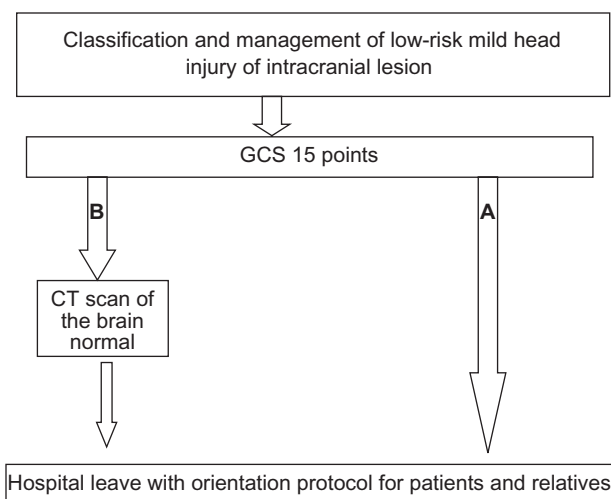 Classification and management of low-risk mild head
injury of intracranial lesion
GCS 15 points
B
A
CT scan of
the brain
normal
Hospital leave with orientation protocol for patients and relatives